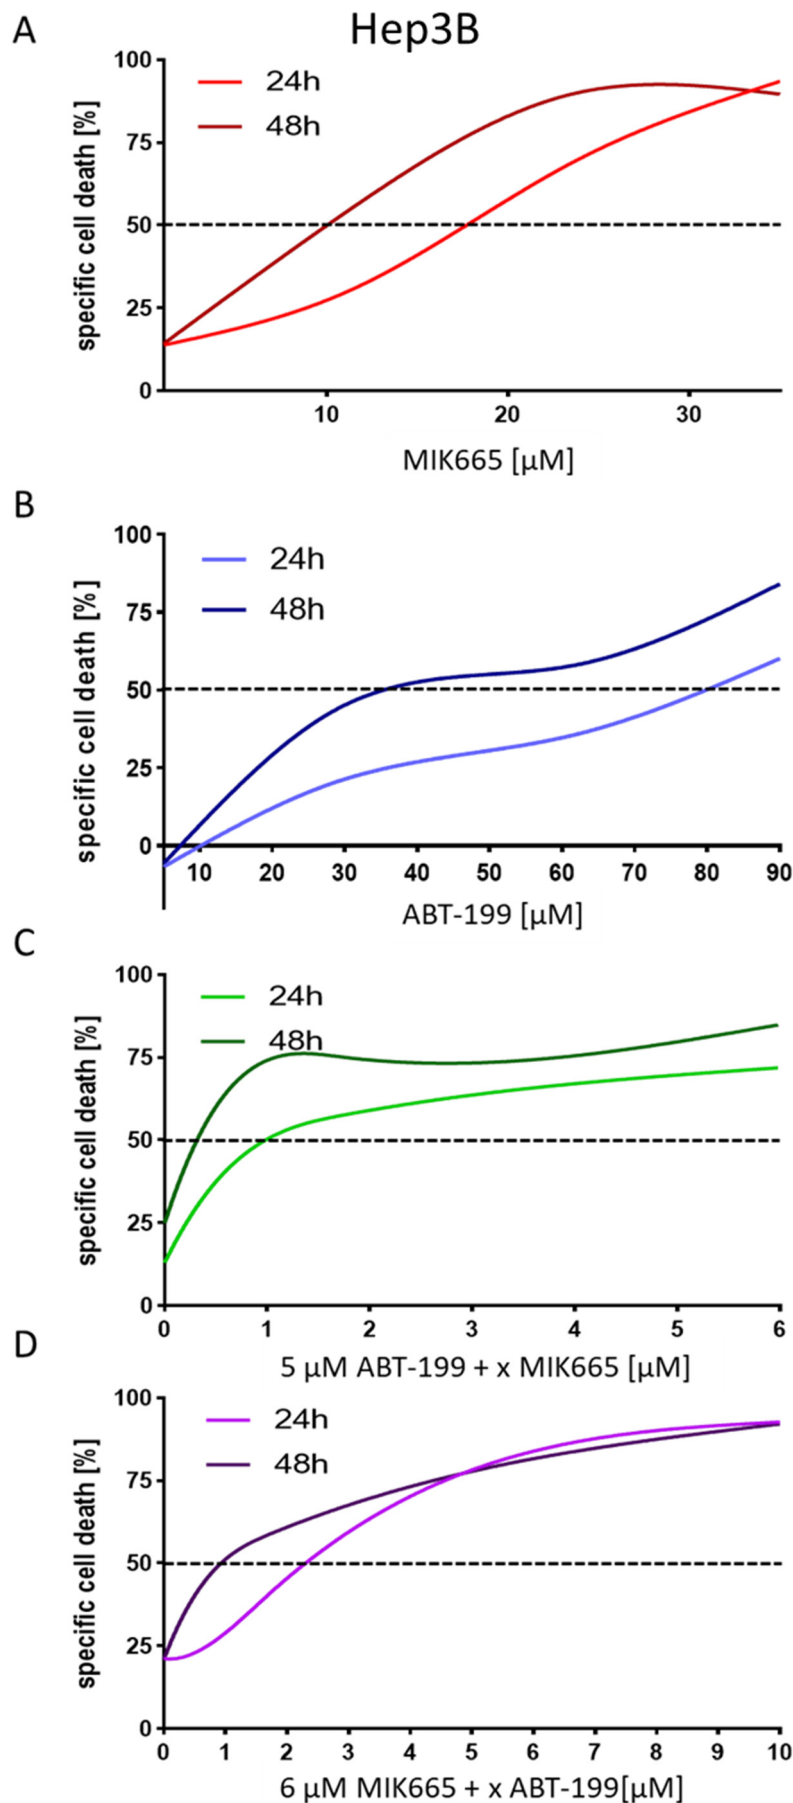 A
Hep3B
100
75
50
25
0
specific cell death [%]
24h
48h
10 20 30
MIK665 [µM]
B
100
75
50
25
0
specific cell death [%]
24h
48h
10 20 30 40 50 60 70 80 90
ABT-199 [µM]
C
100
75
50
25
0
specific cell death [%]
24h
48h
0 1 2 3 4 5 6
5 µM ABT-199 + x MIK665 [µM]
D
100
75
50
25
0
specific cell death [%]
24h
48h
0 1 2 3 4 5 6 7 8 9 10
6 µM MIK665 + x ABT-199[µM]